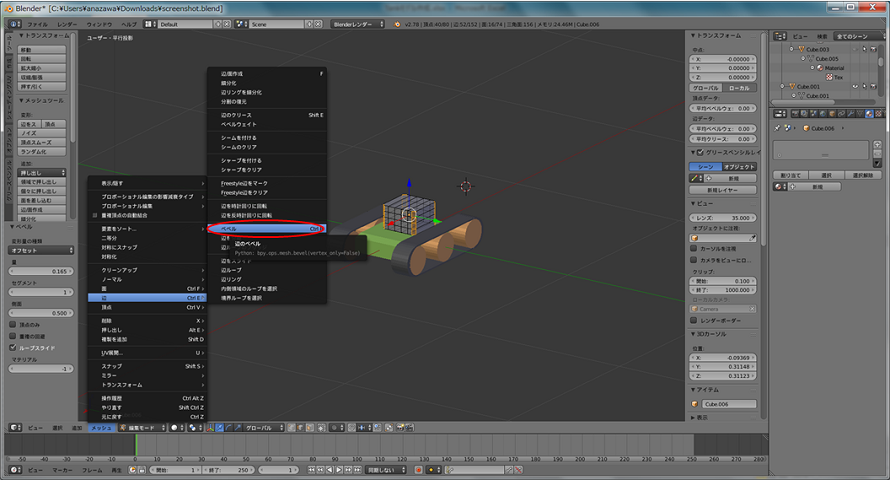 Blender* [C:¥Users¥anazawa¥Downloads¥screenshot.blend]
ファイル レンダー ウィンドウ ヘルプ Default Scene Blenderレンダー v2.78 | 頂点:40/80 | 辺:52/152 | 面:16/74 | 三角面:156 | メモリ:24.46M | Cube.006
ユーザー・平行投影
トランスフォーム
移動
回転
拡大縮小
収縮/膨張
押す/引く
メッシュツール
変形:
辺をス 頂点
ノイズ
頂点スムーズ
ランダム化
追加:
押し出し
領域で押し出し
個々に押し出し
面を差し込む
辺/面作成
細分化
ベベル
変形量の種類
オフセット
量
0.165
セグメント
1
側面
0.500
頂点のみ
重複の回避
ループスライド
マテリアル
-1
表示/隠す
プロポーショナル編集の影響減衰タイプ
プロポーショナル編集
重複頂点の自動結合
要素をソート...
二等分
対称にスナップ
対称化
クリーンアップ
ノーマル
面 Ctrl F
辺 Ctrl E
頂点 Ctrl V
削除 X
押し出し Alt E
複製を追加 Shift D
UV展開... U
スナップ Shift S
ミラー
トランスフォーム
操作履歴 Ctrl Alt Z
やり直す Shift Ctrl Z
元に戻す Ctrl Z
辺/面作成 F
細分化
辺リングを細分化
分割の復元
辺のクリース Shift E
ベベルウェイト
シームを付ける
シームのクリア
シャープを付ける
シャープをクリア
Freestyle辺をマーク
Freestyle辺をクリア
辺を時計回りに回転
辺を反時計回りに回転
ベベル Ctrl
辺のベベル
Python: bpy.ops.mesh.bevel(vertex_only=False)
辺をスライド
辺ループ
辺リング
内側領域のループを選択
境界ループを選択
トランスフォーム
中点:
X: -0.00000
Y: 0.00000
Z: 0.00000
グローバル ローカル
頂点データ:
平均ベベルウェ: 0.00
辺データ:
平均ベベルウェ: 0.00
平均クリース: 0.00
グリースペンシルレイ
シーン オブジェクト
新規
新規レイヤー
ビュー
レンズ: 35.000
オブジェクトに注視:
カーソルを注視
カメラをビューにロ...
クリップ:
開始: 0.100
終了: 1000.000
ローカルカメラ:
Camera
レンダーボーダー
3Dカーソル
位置:
X: -0.09369
Y: 0.31148
Z: 0.31123
アイテム
Cube.006
表示
ビュー 検索 全てのシーン
Cube.003
Cube.005
Material
Tex
Cube.001
Cube.001
Cube.006
割り当て 選択 選択解除
新規
ビュー 選択 追加 メッシュ 編集モード グローバル
-50 -40 -30 -20 -10 0 10 20 30 40 50 60 70 80 90 100 110 120 130 140 150 160 170 180 190 200 210 220 230 240 250 260 270 280
ビュー マーカー フレーム 再生 開始: 1 終了: 250 1 同期しない